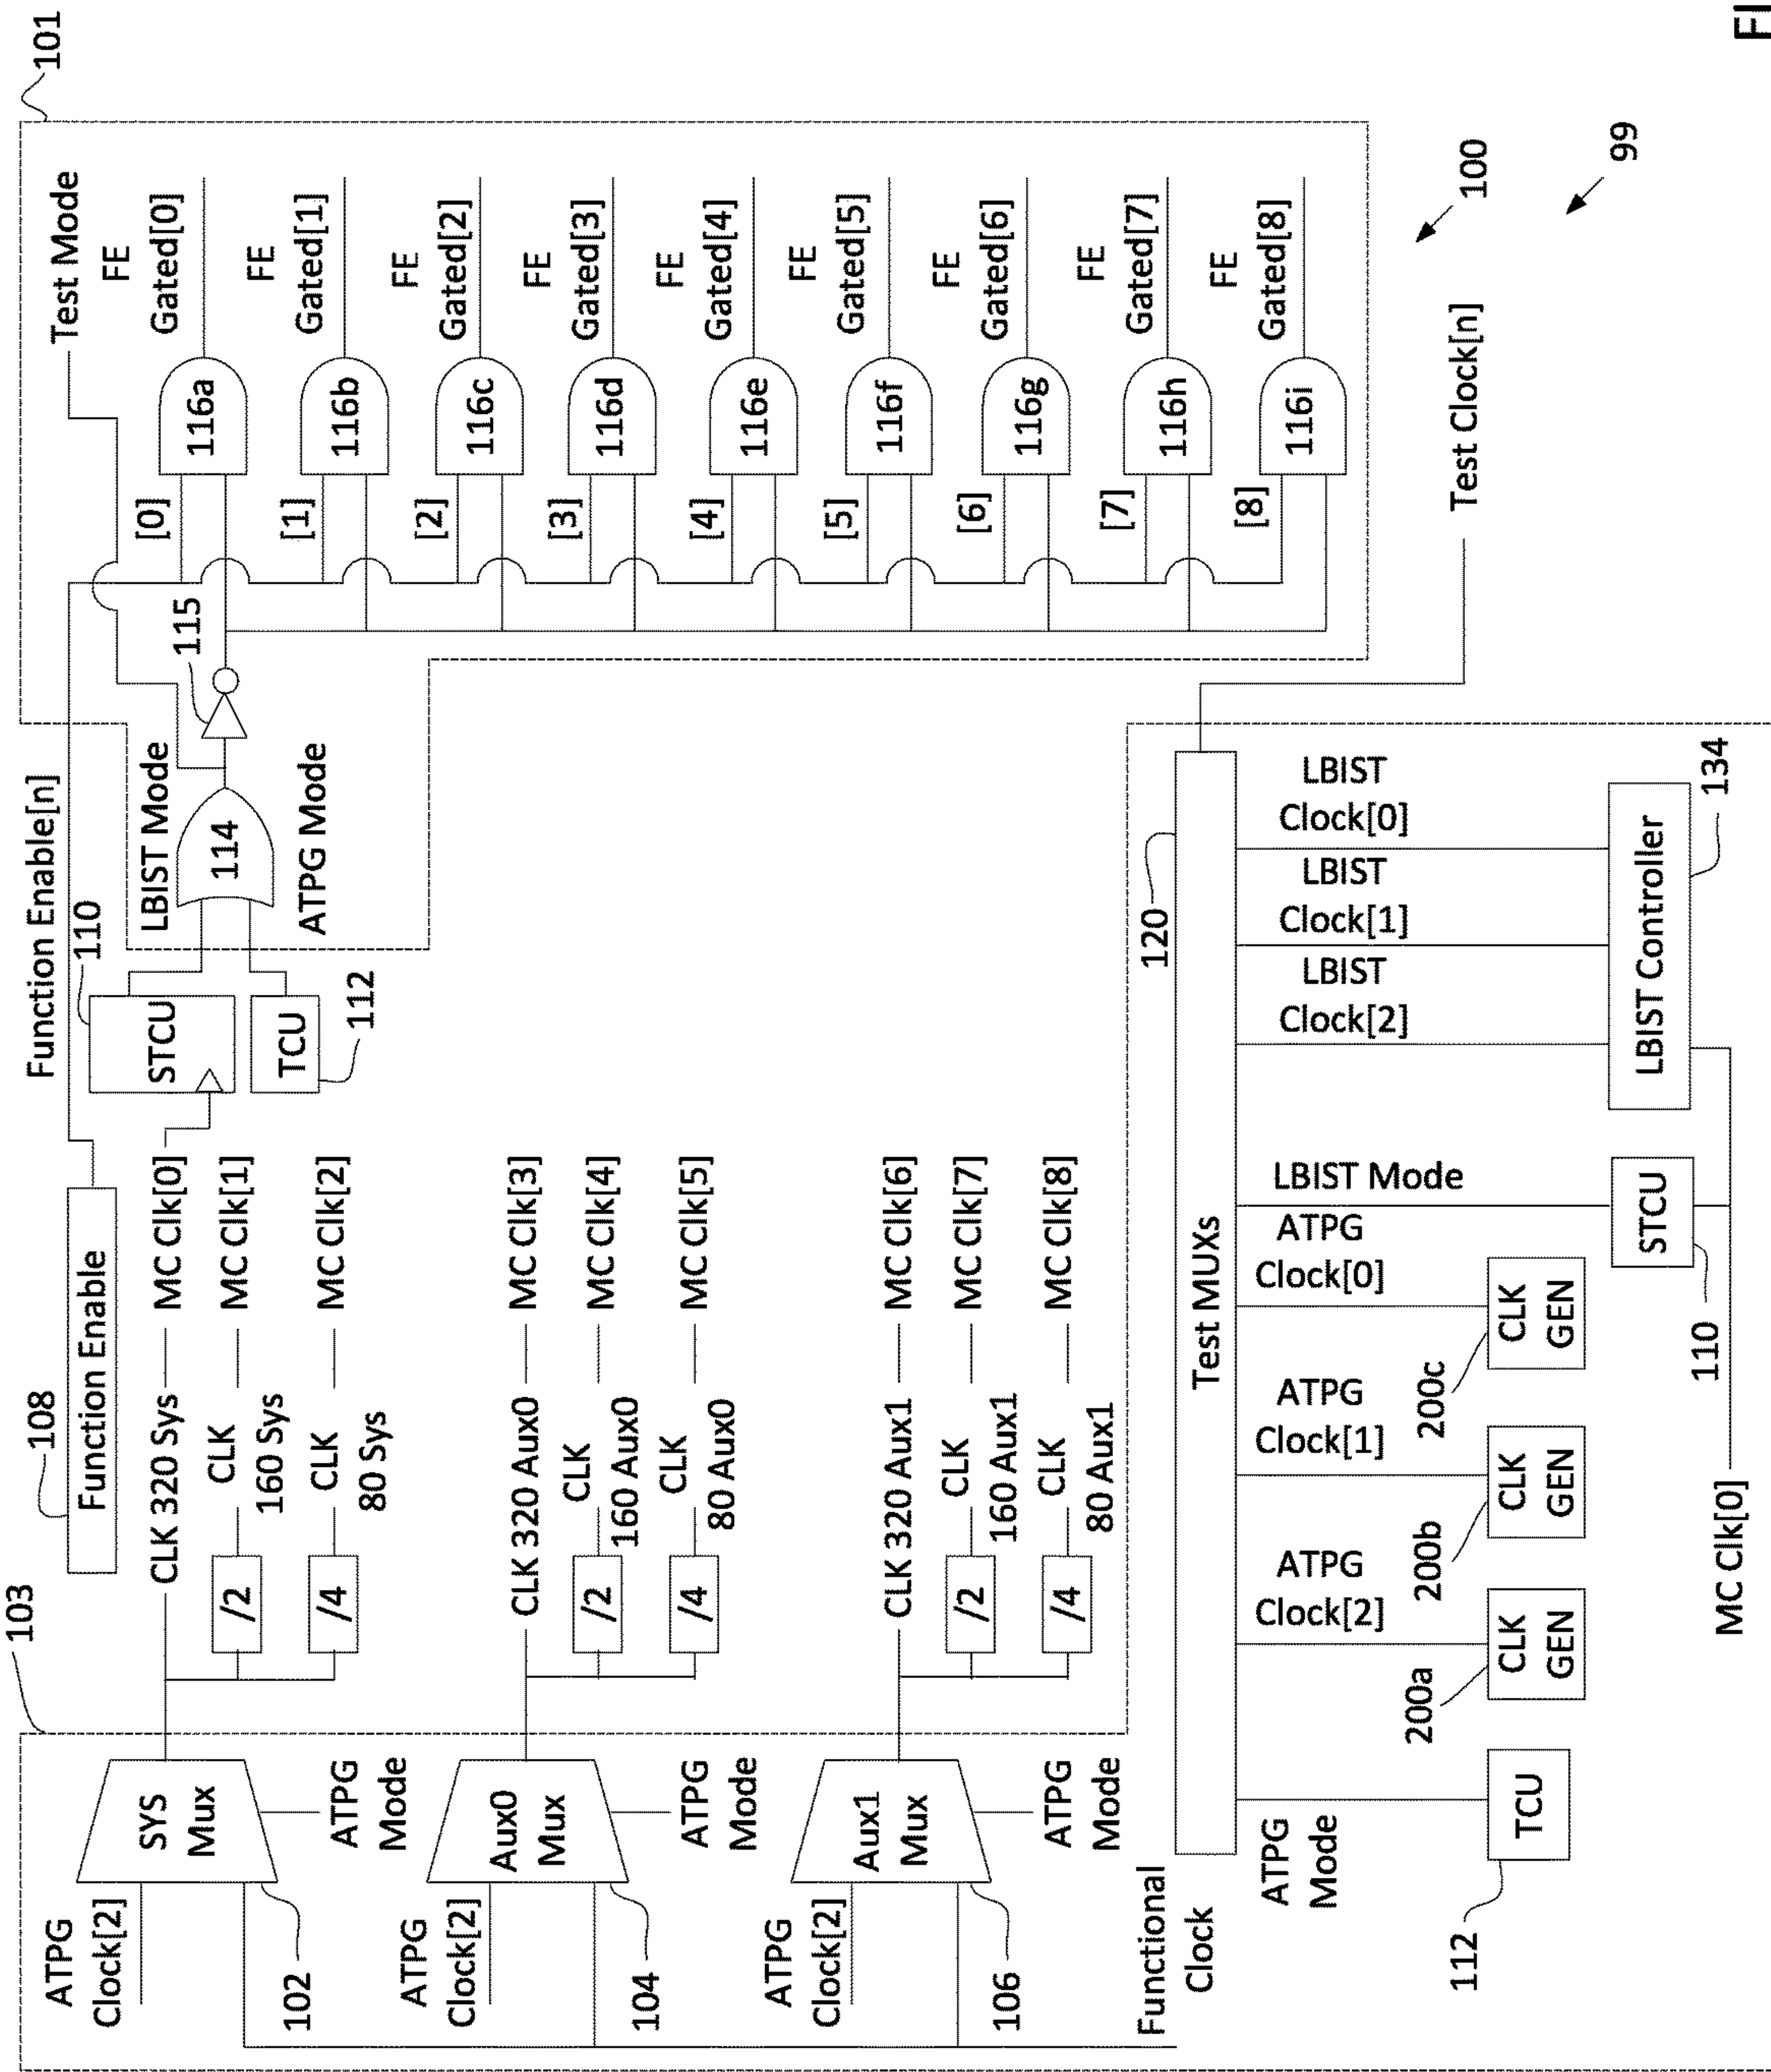 103
ATPG
Clock[2]
SYS
Mux
ATPG
Mode
102
ATPG
Clock[2]
Aux0
Mux
ATPG
Mode
104
ATPG
Clock[2]
Aux1
Mux
ATPG
Mode
106
Functional
Clock
108
Function Enable
Function Enable[n]
CLK 320 Sys
MC Clk[0]
/2
CLK
160 Sys
MC Clk[1]
/4
CLK
80 Sys
MC Clk[2]
CLK 320 Aux0
MC Clk[3]
/2
CLK
160 Aux0
MC Clk[4]
/4
CLK
80 Aux0
MC Clk[5]
CLK 320 Aux1
MC Clk[6]
/2
CLK
160 Aux1
MC Clk[7]
/4
CLK
80 Aux1
MC Clk[8]
110
STCU
TCU
112
LBIST Mode
114
ATPG Mode
115
Test Mode
101
[0]
116a
FE
Gated[0]
[1]
116b
FE
Gated[1]
[2]
116c
FE
Gated[2]
[3]
116d
FE
Gated[3]
[4]
116e
FE
Gated[4]
[5]
116f
FE
Gated[5]
[6]
116g
FE
Gated[6]
[7]
116h
FE
Gated[7]
[8]
116i
FE
Gated[8]
120
Test MUXs
Test Clock[n]
ATPG
Mode
TCU
112
ATPG
Clock[2]
200a
CLK
GEN
ATPG
Clock[1]
200b
CLK
GEN
ATPG
Clock[0]
200c
CLK
GEN
LBIST Mode
STCU
110
LBIST
Clock[2]
LBIST
Clock[1]
LBIST
Clock[0]
LBIST Controller
134
MC Clk[0]
100
99